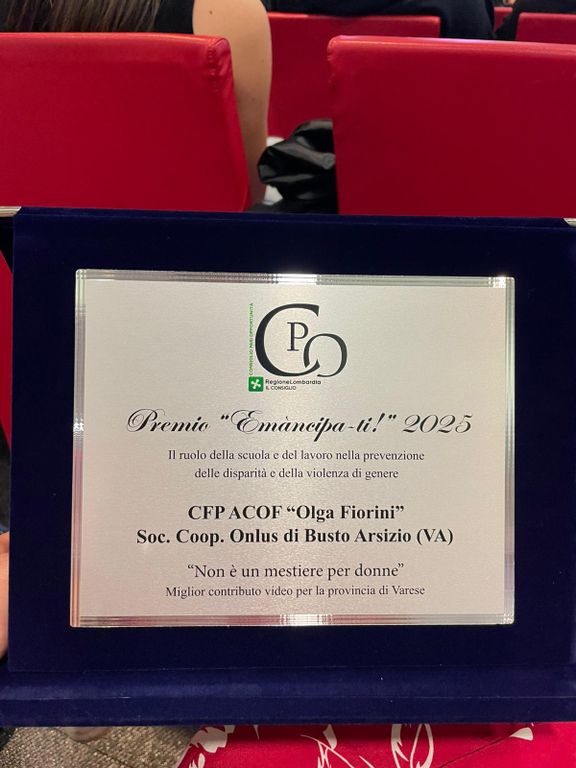 CONSIGLIO PARI OPPORTUNITÀ
CPO
RegioneLombardia
IL CONSIGLIO
Premio "Emàncipa-ti!" 2025
Il ruolo della scuola e del lavoro nella prevenzione
delle disparità e della violenza di genere
CFP ACOF "Olga Fiorini"
Soc. Coop. Onlus di Busto Arsizio (VA)
"Non è un mestiere per donne"
Miglior contributo video per la provincia di Varese